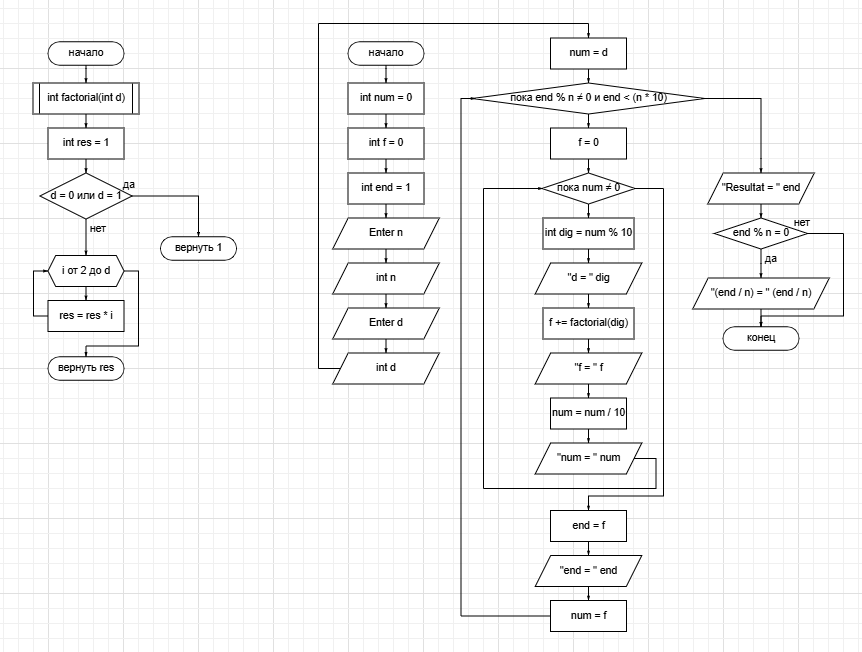 начало
int factorial(int d)
int res = 1
d = 0 или d = 1
да
вернуть 1
нет
i от 2 до d
res = res * i
вернуть res
начало
int num = 0
int f = 0
int end = 1
Enter n
int n
Enter d
int d
num = d
пока end % n ≠ 0 и end < (n * 10)
f = 0
пока num ≠ 0
int dig = num % 10
"d = " dig
f += factorial(dig)
"f = " f
num = num / 10
"num = " num
end = f
"end = " end
num = f
"Resultat = " end
end % n = 0
нет
да
"(end / n) = " (end / n)
конец